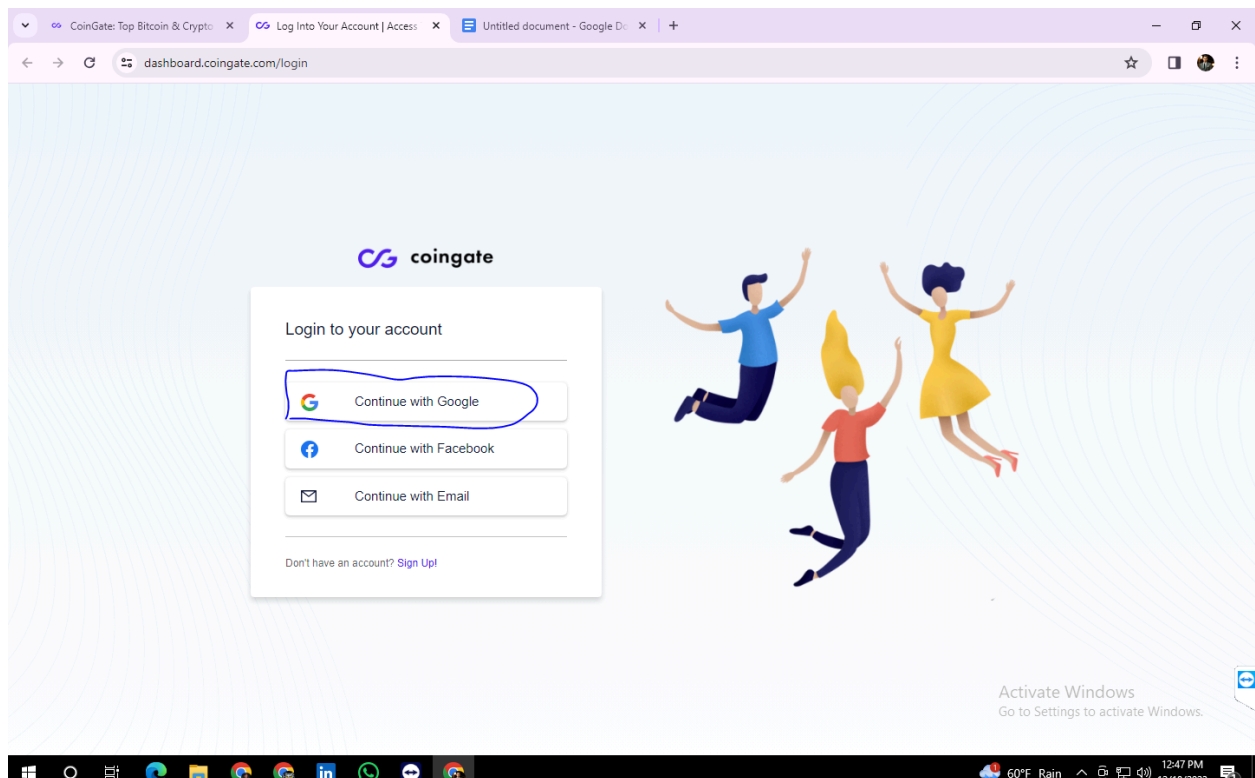 CoinGate: Top Bitcoin & Crypto
Log Into Your Account | Access
Untitled document - Google Do
dashboard.coingate.com/login
coingate
Login to your account
Continue with Google
Continue with Facebook
Continue with Email
Don't have an account? Sign Up!
Activate Windows
Go to Settings to activate Windows.
60°F Rain
12:47 PM